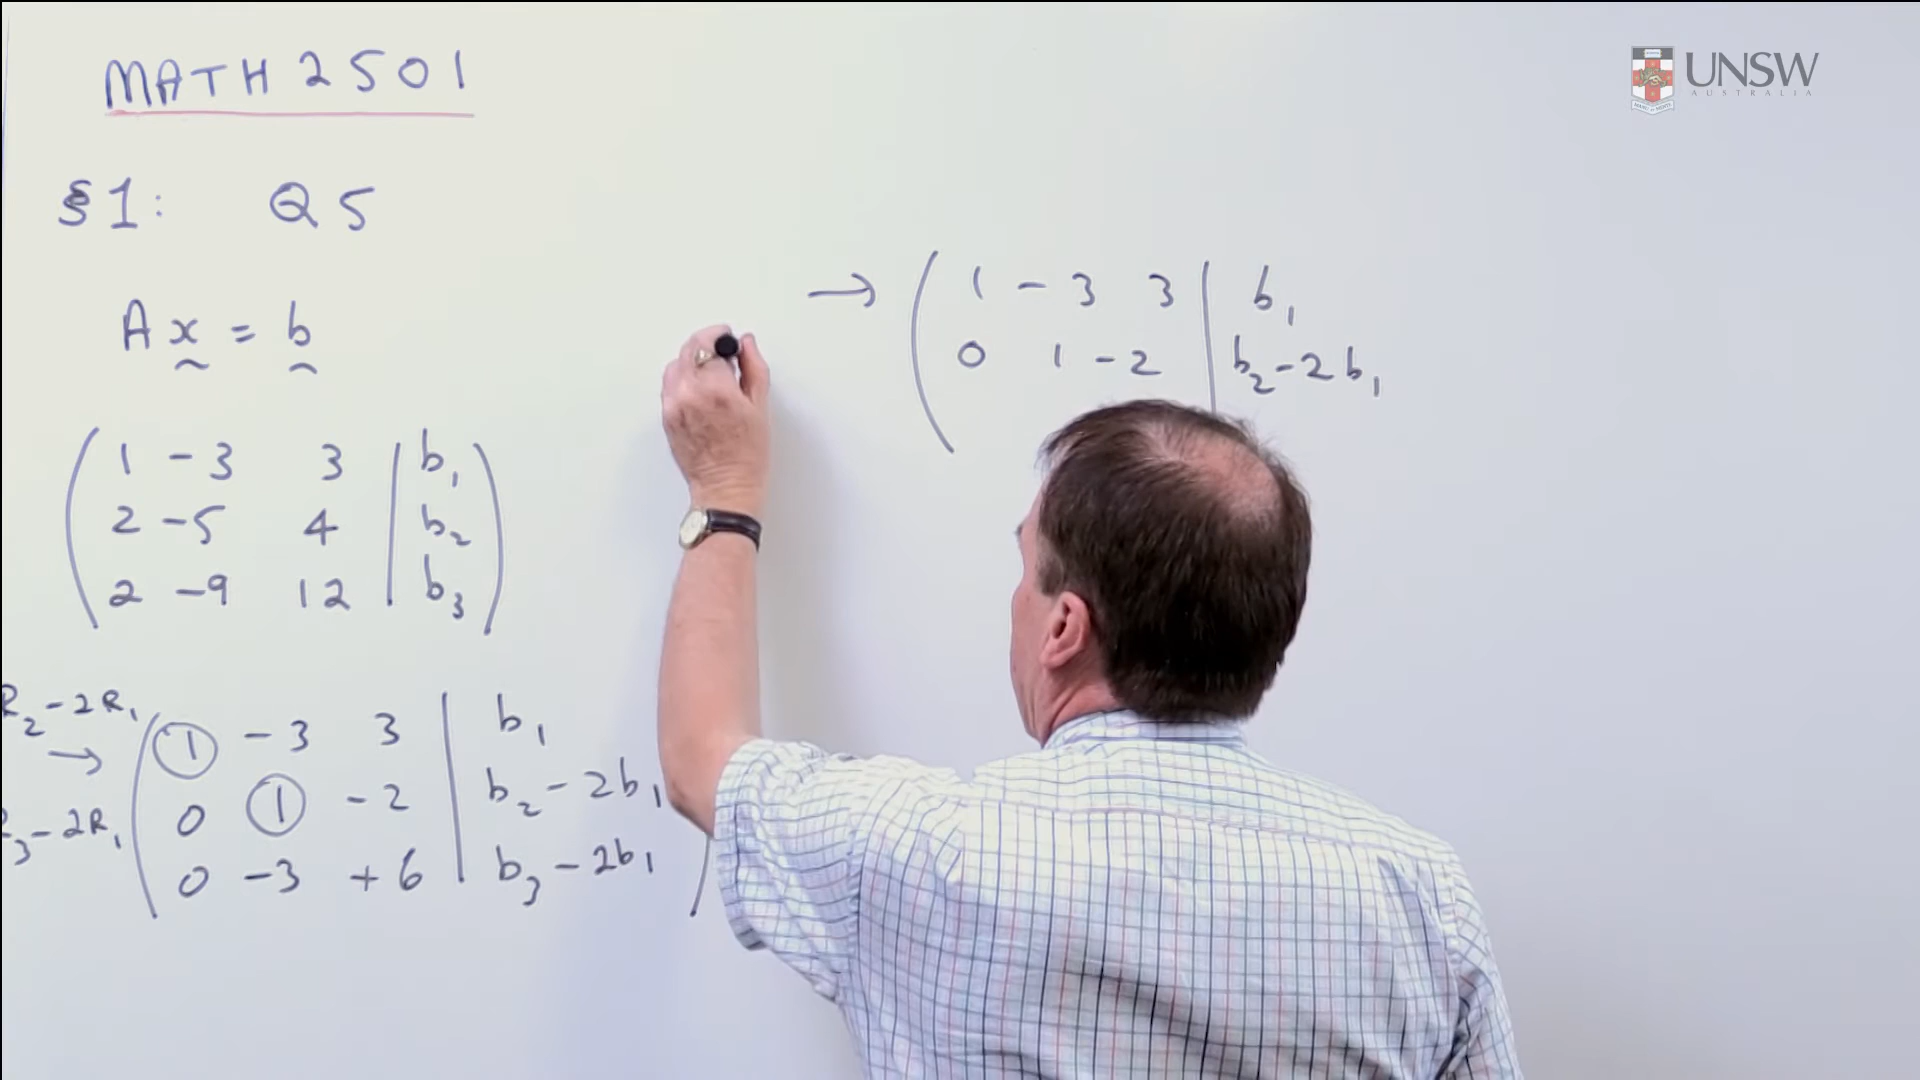 MATH 2501
§1: Q5
A x = b
1 -3 3 | b1
2 -5 4 | b2
2 -9 12 | b3
R2 - 2R1
→
R3 - 2R1
1 -3 3 | b1
0 1 -2 | b2 - 2b1
0 -3 +6 | b3 - 2b1
→ 1 -3 3 | b1
0 1 -2 | b2 - 2b1
UNSW
AUSTRALIA